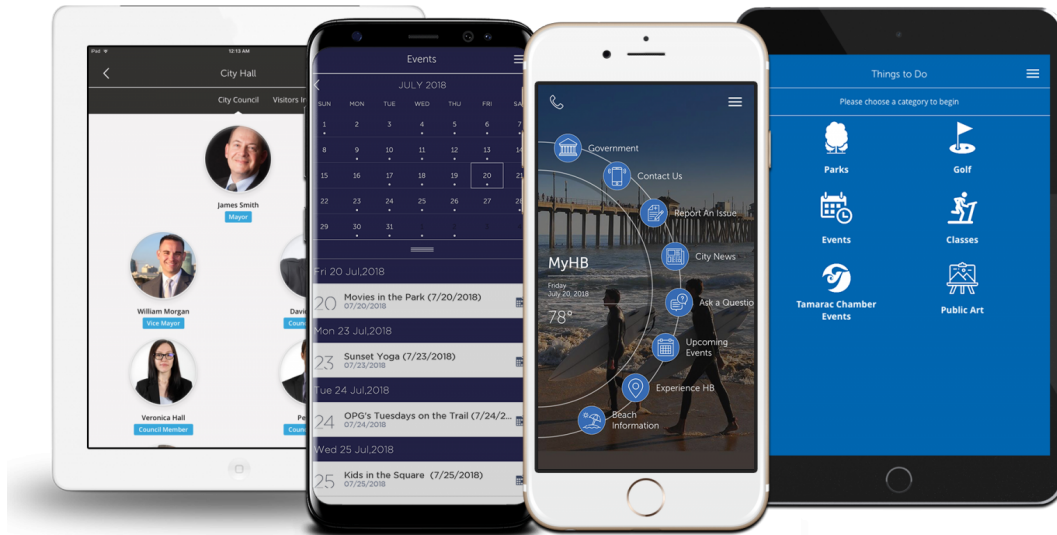 iPad
12:15 AM
City Hall
City Council
Visitors
James Smith
Mayor
William Morgan
Vice Mayor
Veronica Hall
Council Member
Events
JULY 2018
SUN MON TUE WED THU FRI
1 2 3 4 5 6 7
8 9 10 11 12 13 14
15 16 17 18 19 20 21
22 23 24 25 26 27
29 30 31
Fri 20 Jul,2018
20
Movies in the Park (7/20/2018)
07/20/2018
Mon 23 Jul,2018
23
Sunset Yoga (7/23/2018)
07/23/2018
Tue 24 Jul,2018
24
OPG's Tuesdays on the Trail (7/24/2...
07/24/2018
Wed 25 Jul,2018
25
Kids in the Square (7/25/2018)
07/25/2018
Government
Contact Us
Report An Issue
City News
MyHB
Friday
July 20, 2018
78°
Ask a Questio
Upcoming
Events
Experience HB
Beach
Information
Things to Do
Please choose a category to begin
Parks
Golf
Events
Classes
Tamarac Chamber
Events
Public Art